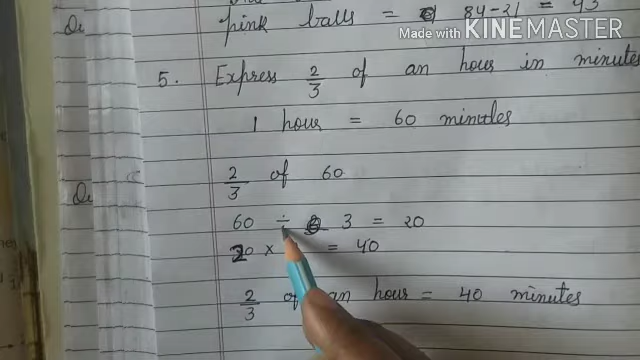 Made with KINEMASTER
pink balls = 84-21 =
5. Express 2/3 of an hour in minutes
1 hour = 60 minutes
2/3 of 60
60 ÷ 3 = 20
20 × = 40
2/3 of an hour = 40 minutes